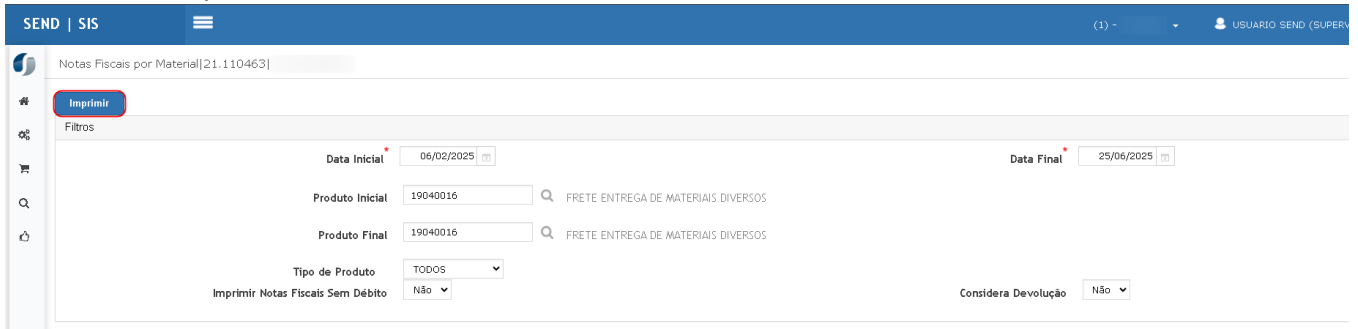 SEND | SIS (1) - USUARIO SEND (SUPERV
Notas Fiscais por Material|21.110463|
Imprimir
Filtros
Data Inicial* 06/02/2025 Data Final* 25/06/2025
Produto Inicial 19040016 FRETE ENTREGA DE MATERIAIS DIVERSOS
Produto Final 19040016 FRETE ENTREGA DE MATERIAIS DIVERSOS
Tipo de Produto TODOS
Imprimir Notas Fiscais Sem Débito Não Considera Devolução Não